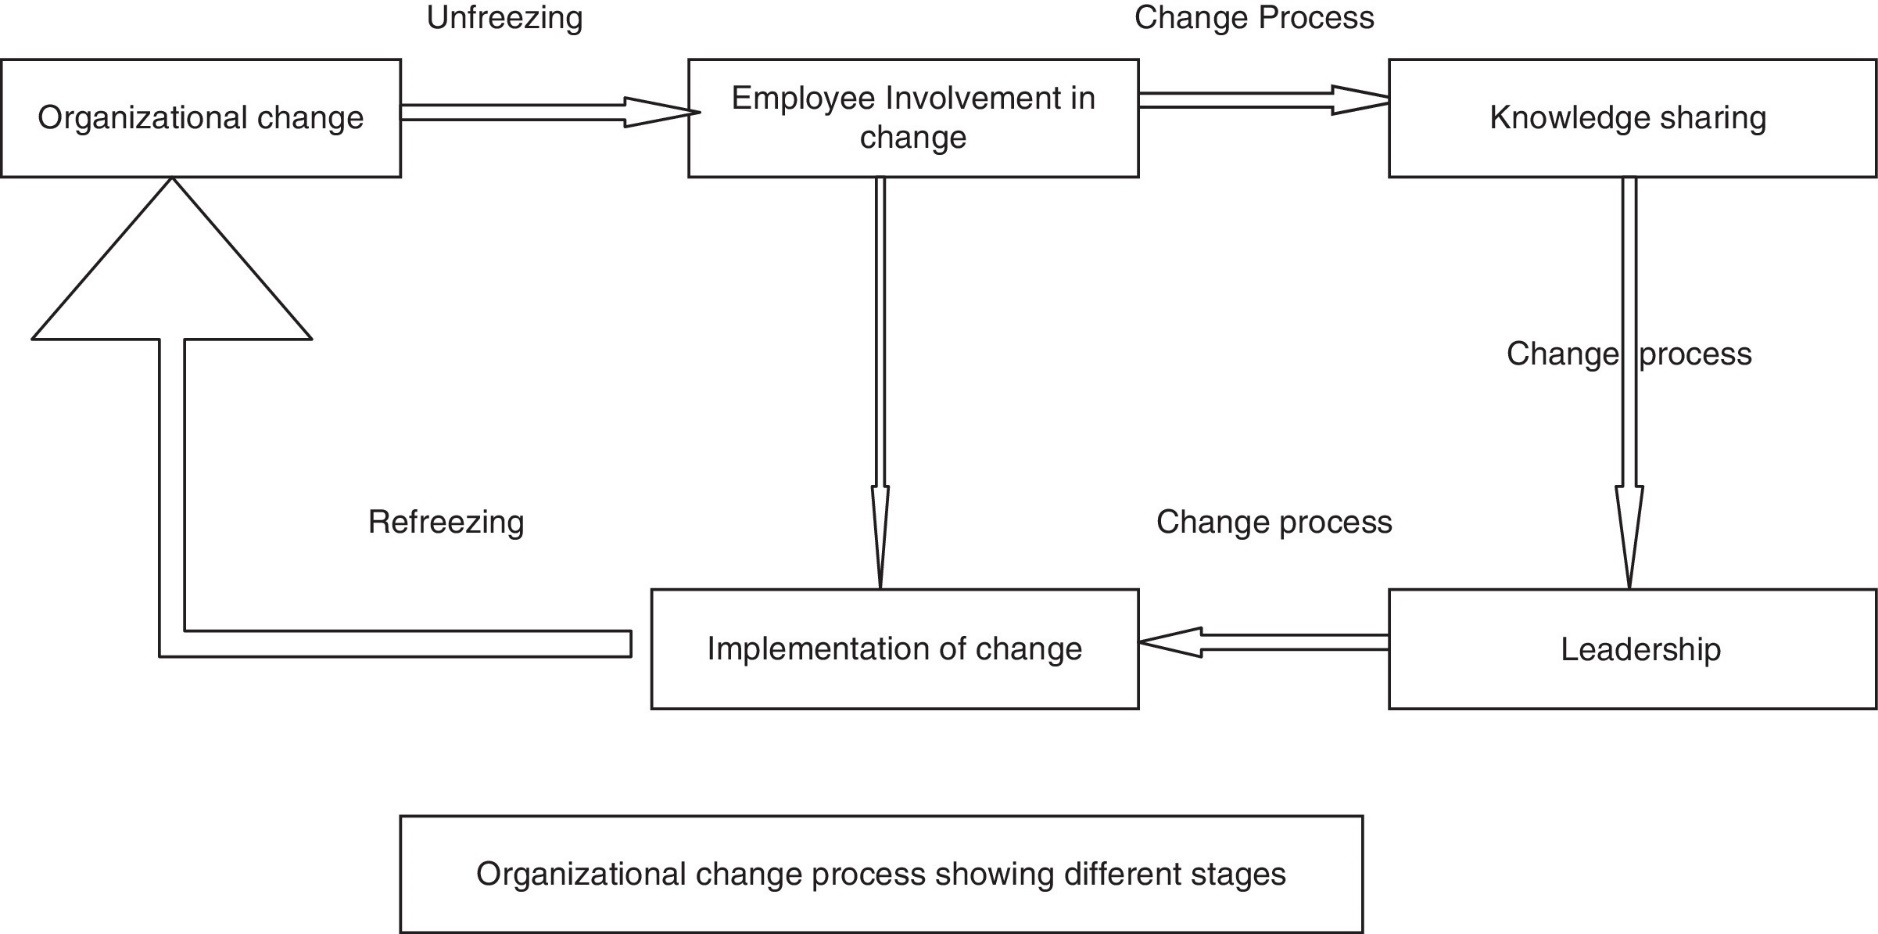 Unfreezing
Change Process
Organizational change
Employee Involvement in
change
Knowledge sharing
Change process
Refreezing
Change process
Implementation of change
Leadership
Organizational change process showing different stages